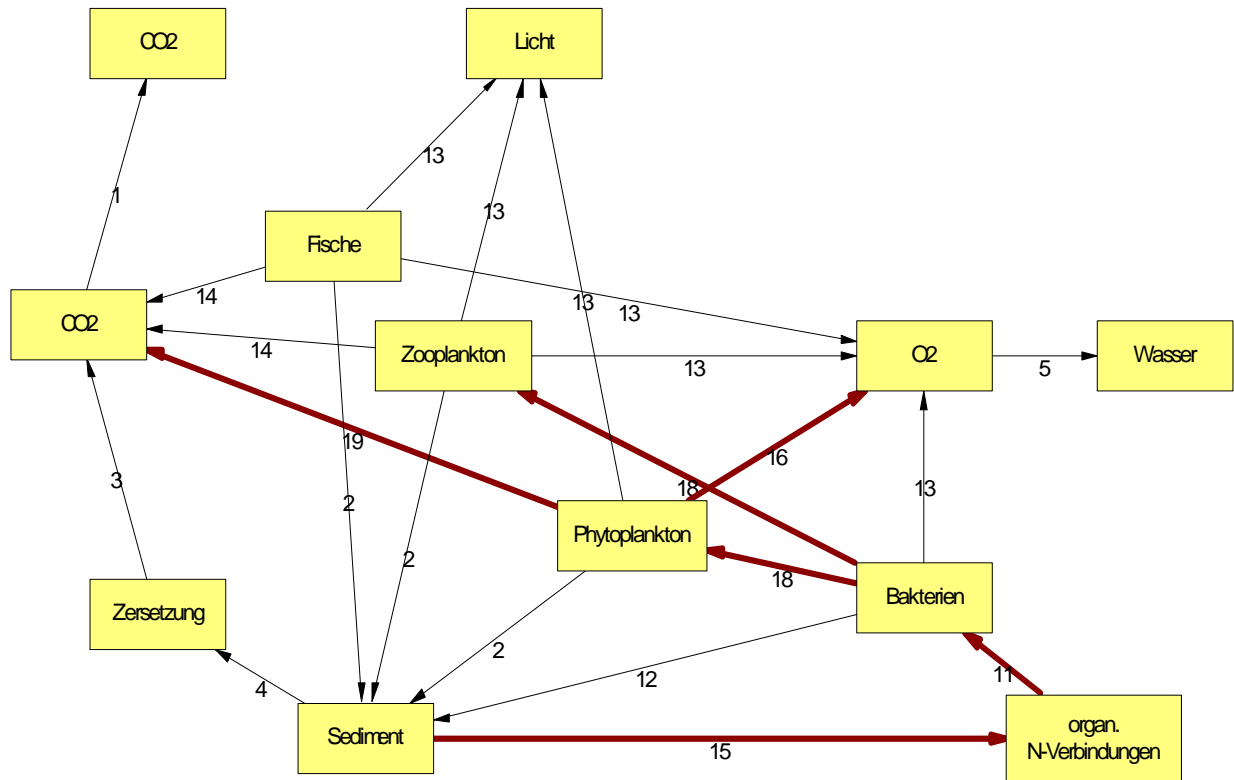 CO2
Licht
13
1
13
Fische
14
13
13
CO2
14
Zooplankton
13
O2
5
Wasser
19
16
3
2
18
13
Phytoplankton
2
18
Bakterien
Zersetzung
2
12
11
4
Sediment
15
organ.
N-Verbindungen